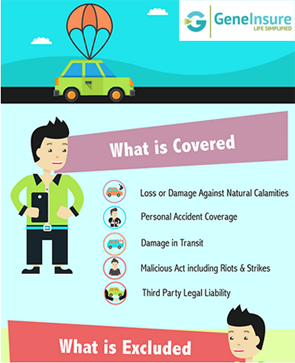 GeneInsure
LIFE SIMPLIFIED
What is Covered
Loss or Damage Against Natural Calamities
Personal Accident Coverage
Damage in Transit
Malicious Act including Riots & Strikes
Third Party Legal Liability
What is Excluded